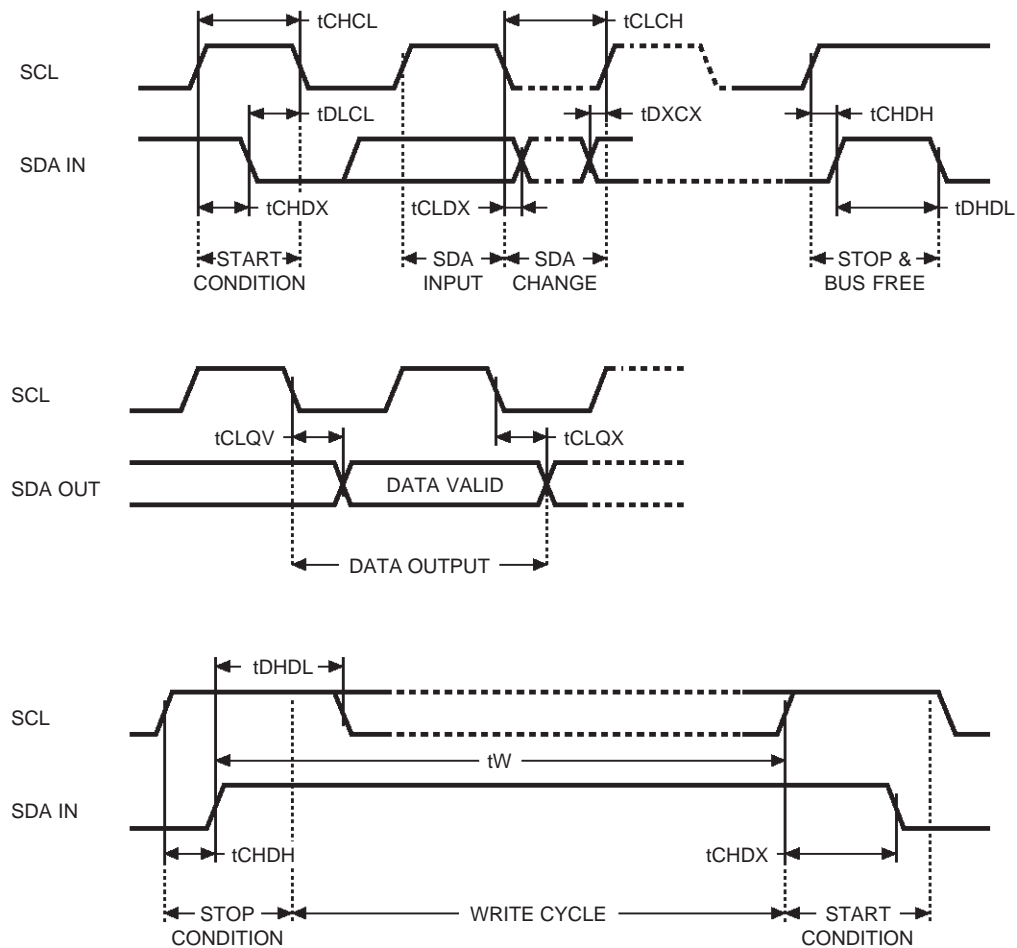 tCHCL
tCLCH
SCL
tDLCL
tDXCX
tCHDH
SDA IN
tCHDX
tCLDX
tDHDL
START
CONDITION
SDA
INPUT
SDA
CHANGE
STOP &
BUS FREE
SCL
tCLQV
tCLQX
SDA OUT
DATA VALID
DATA OUTPUT
tDHDL
SCL
tW
SDA IN
tCHDH
tCHDX
STOP
CONDITION
WRITE CYCLE
START
CONDITION